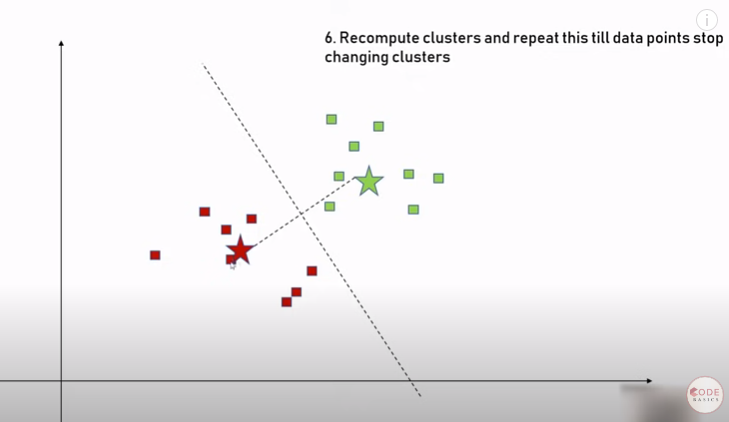 6. Recompute clusters and repeat this till data points stop
changing clusters
i
CODE
BASICS